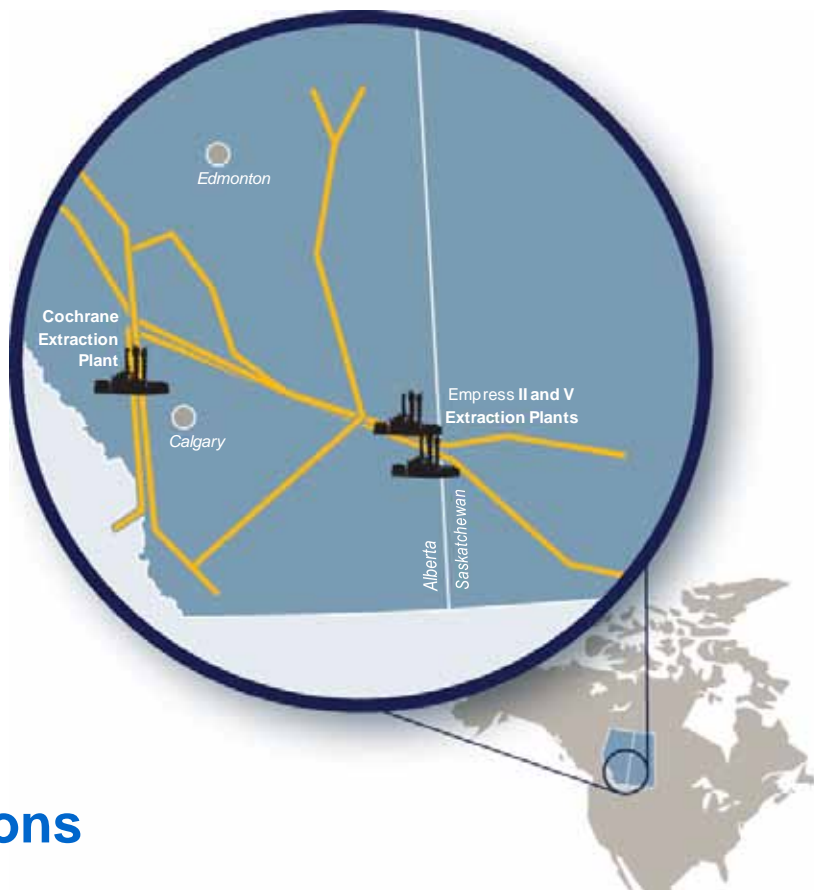 Edmonton
Cochrane
Extraction
Plant
Calgary
Empress II and V
Extraction Plants
Alberta
Saskatchewan
ons